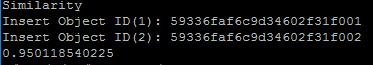 Similarity
Insert Object ID(1): 59336faf6c9d34602f31f001
Insert Object ID(2): 59336faf6c9d34602f31f002
0.950118540225